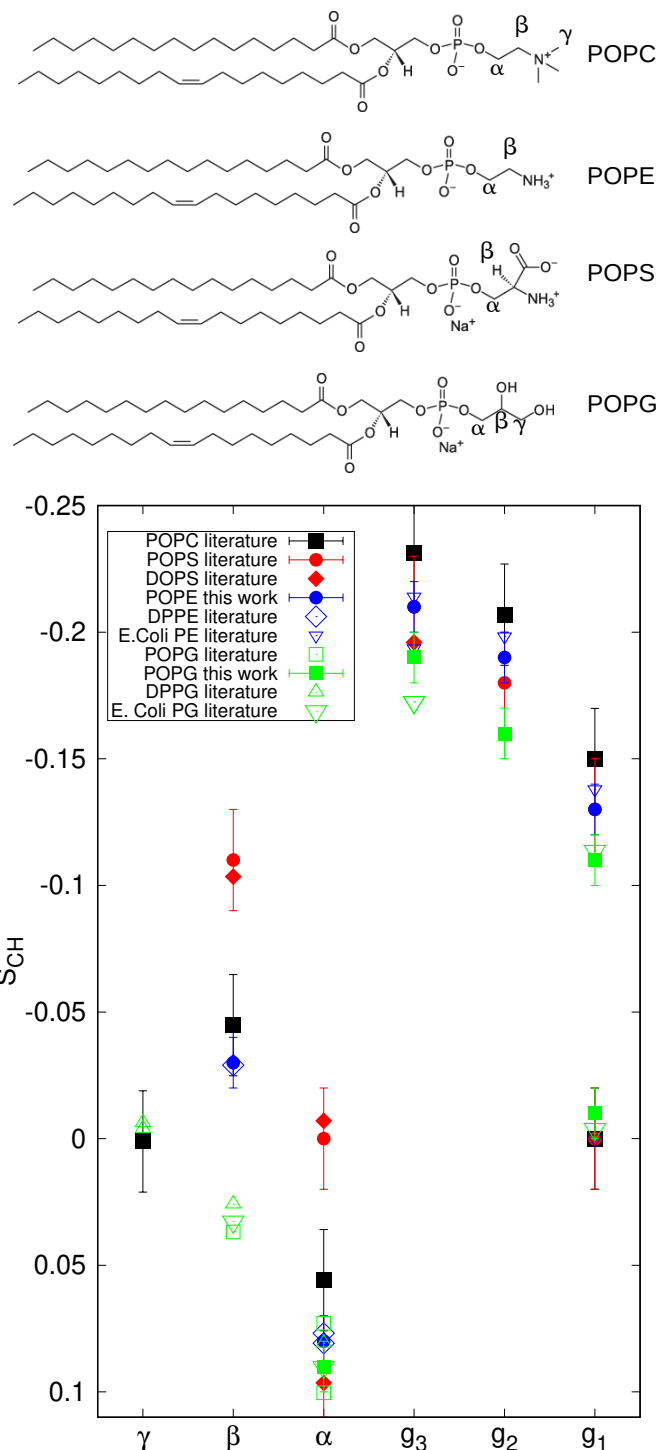 O O β γ
O O P O N+ POPC
O H O− α
O
O O β
O O P O NH3+ POPE
O H O− α
O
O β O
O O H O−
O O P O NH3+ POPS
O H O− α
O Na+
O O OH
O O P O OH POPG
O H O− α β γ
O Na+
-0.25
POPC literature
POPS literature
DOPS literature
POPE this work
DPPE literature
E.Coli PE literature
POPG literature
POPG this work
DPPG literature
E. Coli PG literature
-0.2
-0.15
-0.1
SCH
-0.05
0
0.05
0.1
γ β α g3 g2 g1